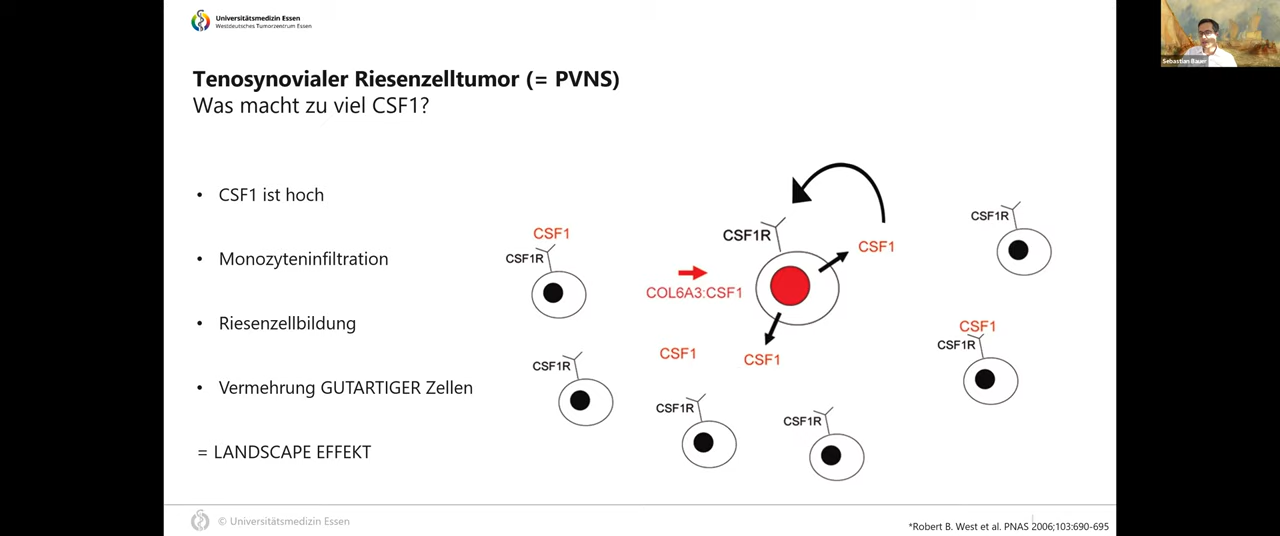 Universitätsmedizin Essen
Westdeutsches Tumorzentrum Essen
Sebastian Bauer
Tenosynovialer Riesenzelltumor (= PVNS)
Was macht zu viel CSF1?
• CSF1 ist hoch
• Monozyteninfiltration
• Riesenzellbildung
• Vermehrung GUTARTIGER Zellen
= LANDSCAPE EFFEKT
CSF1
CSF1R
COL6A3:CSF1
CSF1R
CSF1
CSF1R
CSF1
CSF1R
CSF1R
CSF1
CSF1
CSF1R
CSF1R
CSF1R
© Universitätsmedizin Essen
*Robert B. West et al. PNAS 2006;103:690-695